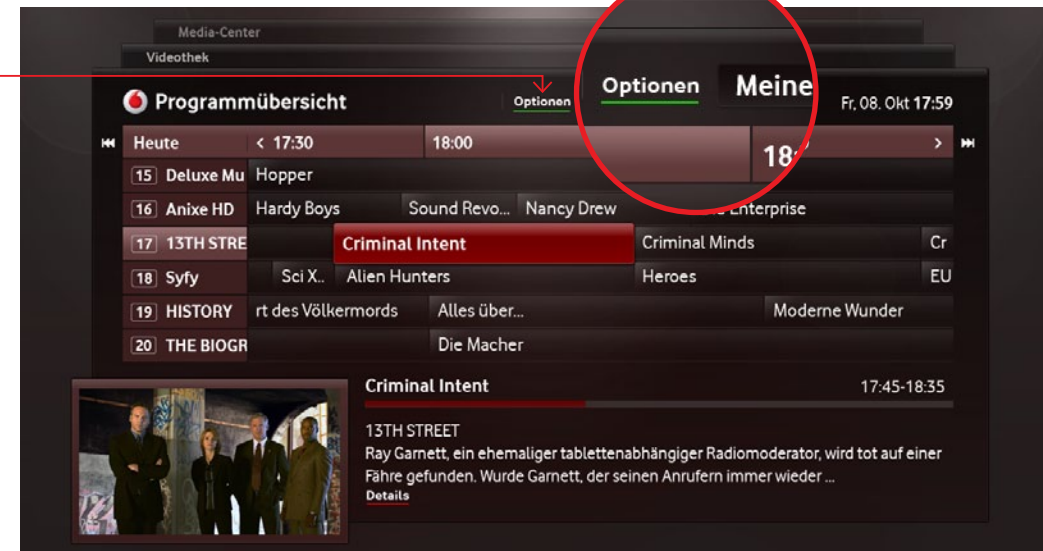 Media-Center
Videothek
Programmübersicht
Optionen
Optionen
Meine
Fr, 08. Okt 17:59
Heute < 17:30 18:00 >
15 Deluxe Mu Hopper
16 Anixe HD Hardy Boys Sound Revo... Nancy Drew Enterprise
17 13TH STRE Criminal Intent Criminal Minds Cr
18 Syfy Sci X.. Alien Hunters Heroes EU
19 HISTORY rt des Völkermords Alles über... Moderne Wunder
20 THE BIOGR Die Macher
Criminal Intent 17:45-18:35
13TH STREET
Ray Garnett, ein ehemaliger tablettenabhängiger Radiomoderator, wird tot auf einer
Fähre gefunden. Wurde Garnett, der seinen Anrufern immer wieder ...
Details